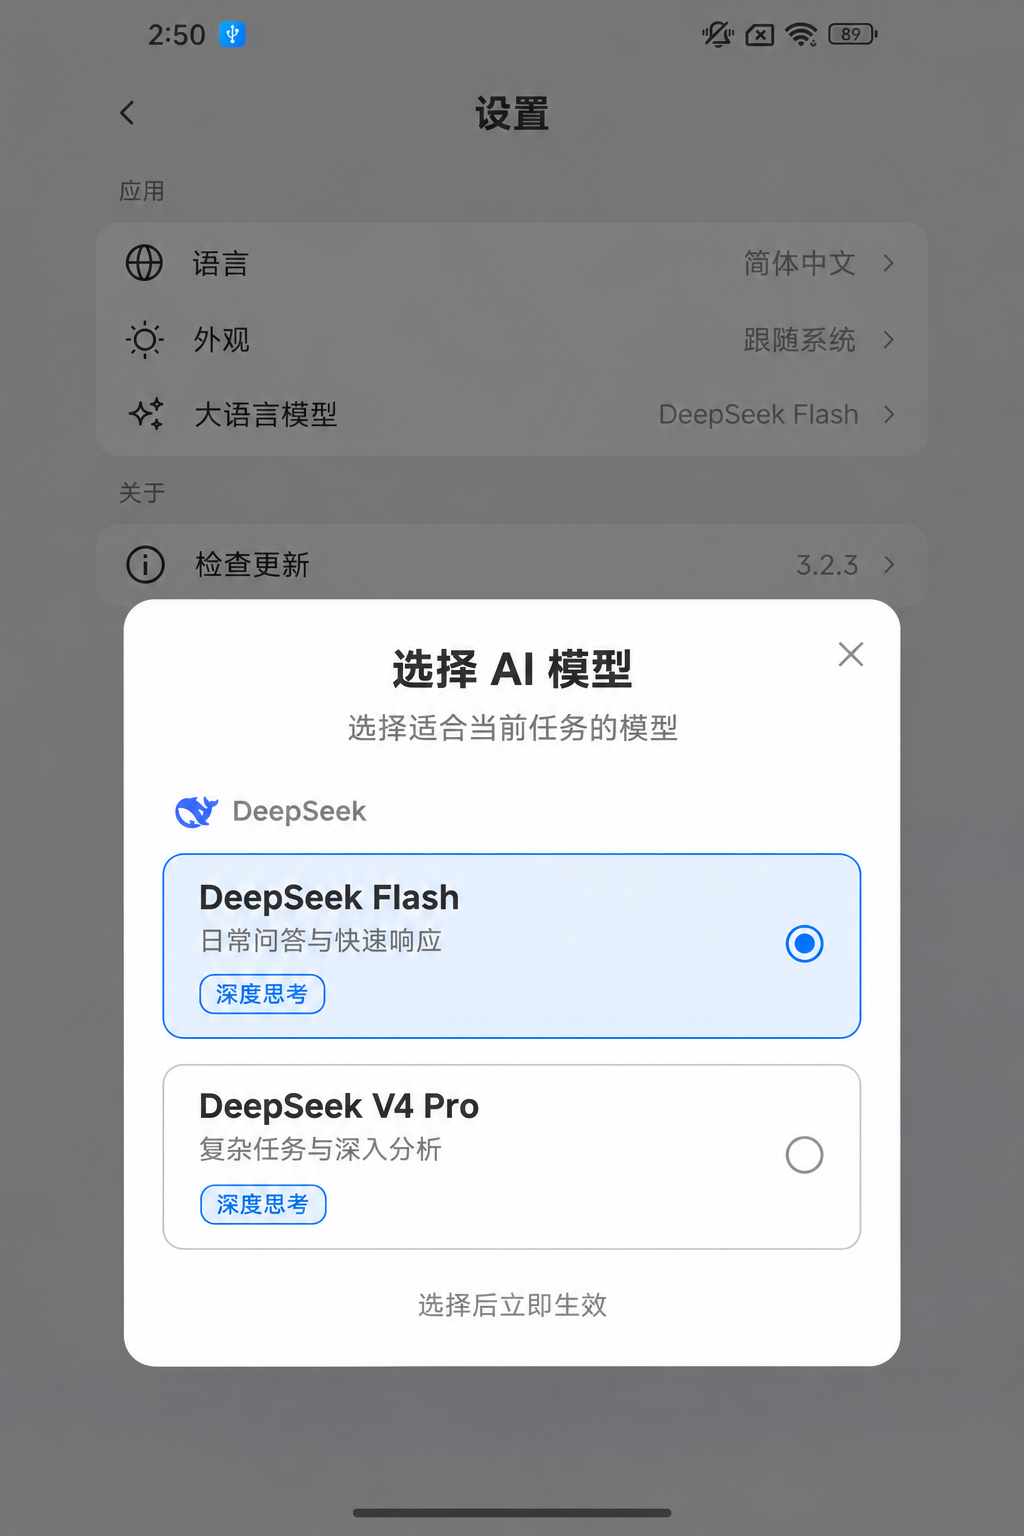 2:50
89
设置
应用
语言 简体中文
外观 跟随系统
大语言模型 DeepSeek Flash
关于
检查更新 3.2.3
选择 AI 模型
选择适合当前任务的模型
DeepSeek
DeepSeek Flash
日常问答与快速响应
深度思考
DeepSeek V4 Pro
复杂任务与深入分析
深度思考
选择后立即生效